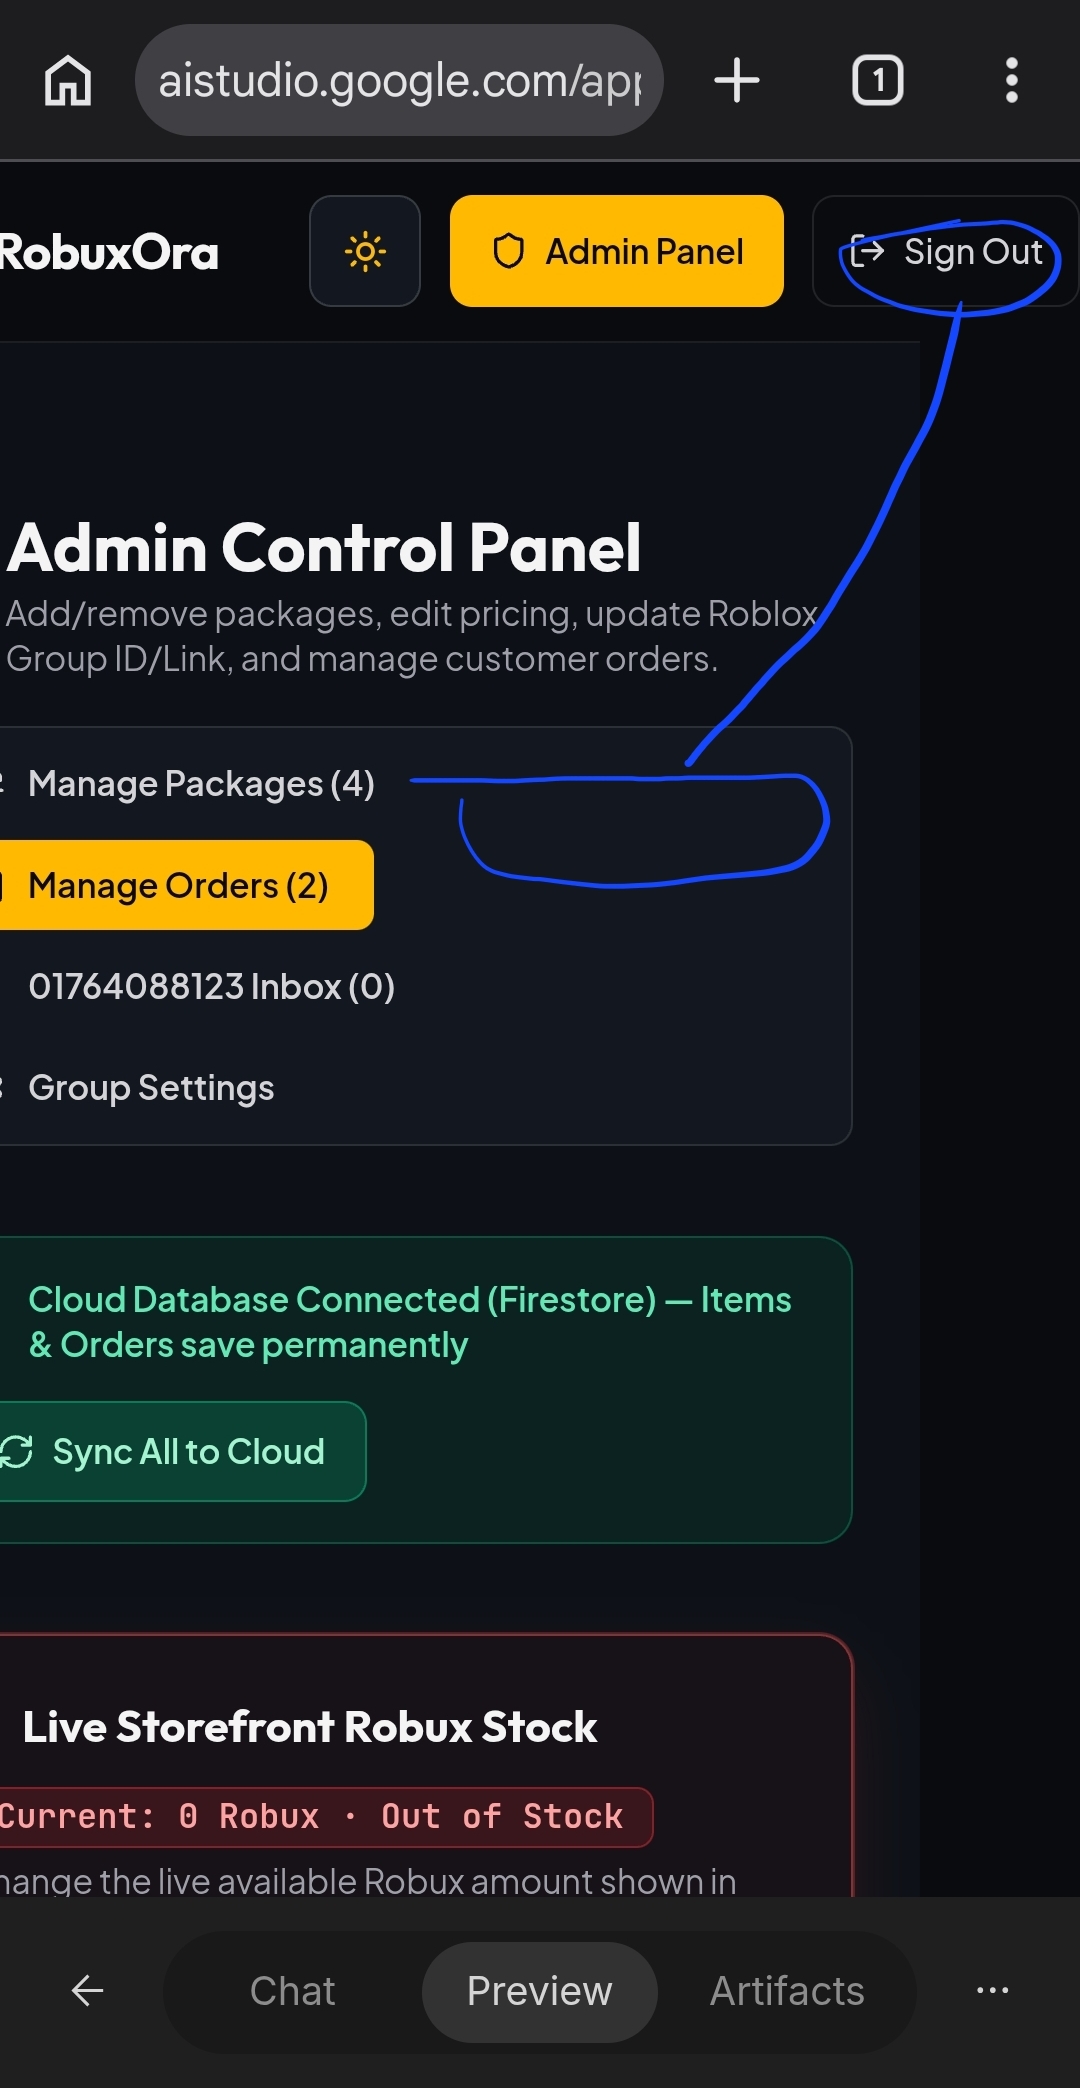 aistudio.google.com/app
1
RobuxOra
Admin Panel
Sign Out
Admin Control Panel
Add/remove packages, edit pricing, update Roblox
Group ID/Link, and manage customer orders.
Manage Packages (4)
Manage Orders (2)
01764088123 Inbox (0)
Group Settings
Cloud Database Connected (Firestore) — Items
& Orders save permanently
Sync All to Cloud
Live Storefront Robux Stock
Current: 0 Robux · Out of Stock
hange the live available Robux amount shown in
Chat
Preview
Artifacts